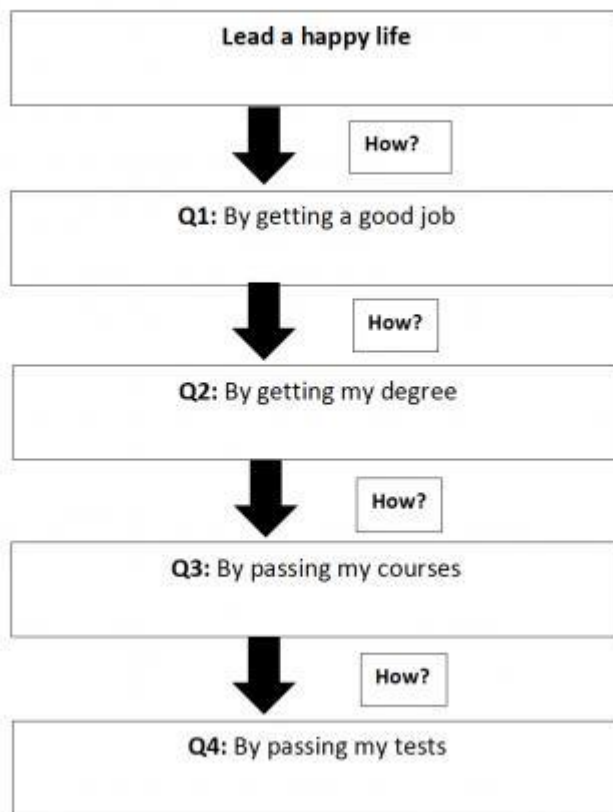 Lead a happy life
How?
Q1: By getting a good job
How?
Q2: By getting my degree
How?
Q3: By passing my courses
How?
Q4: By passing my tests